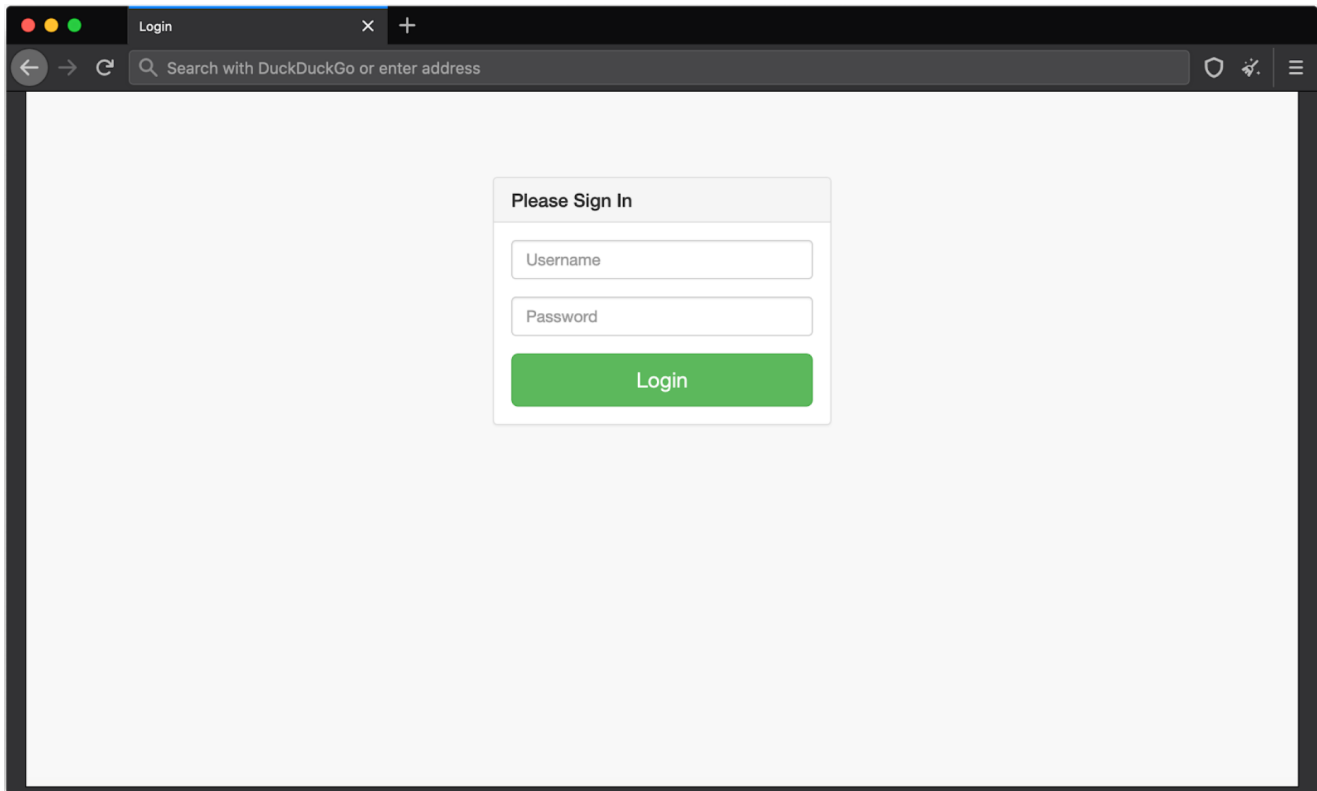 Login
Search with DuckDuckGo or enter address
Please Sign In
Username
Password
Login